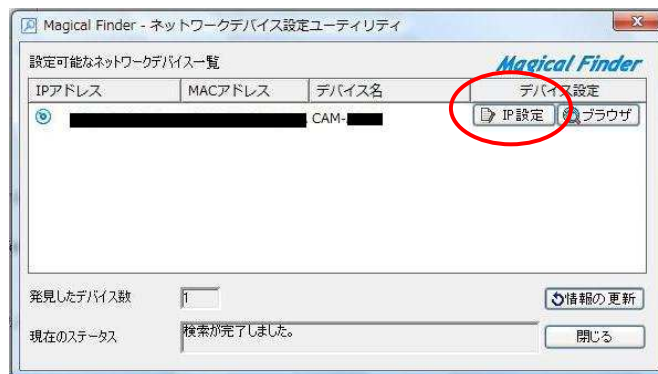 Magical Finder - ネットワークデバイス設定ユーティリティ
設定可能なネットワークデバイス一覧
Magical Finder
IPアドレス MACアドレス デバイス名 デバイス設定
CAM- IP設定 ブラウザ
発見したデバイス数 1 情報の更新
現在のステータス 検索が完了しました。 閉じる